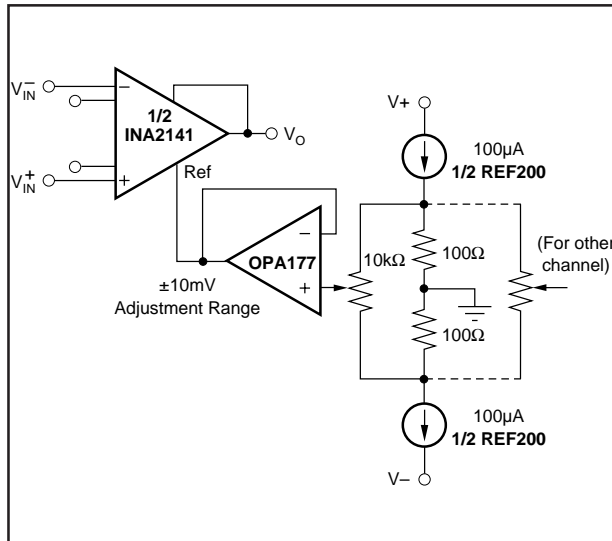 V−IN
−
1/2
INA2141
VO
V+IN
+
Ref
V+
100µA
1/2 REF200
−
OPA177
+
10kΩ
100Ω
(For other
channel)
±10mV
Adjustment Range
100Ω
100µA
1/2 REF200
V−